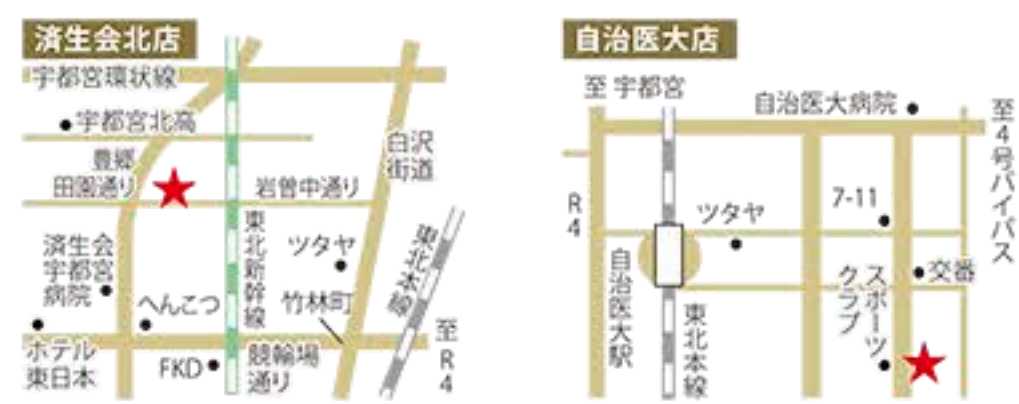 済生会北店
宇都宮環状線
宇都宮北高
豊郷
田園通り
岩曽中通り
白沢
街道
済生会
宇都宮
病院
へんこつ
東北新幹線
ツタヤ
竹林町
東北本線
至R4
ホテル
東日本
FKD
競輪場
通り
自治医大店
至 宇都宮
自治医大病院
至4号バイパス
R4
ツタヤ
7-11
自治医大駅
東北本線
スポーツ
クラブ
交番